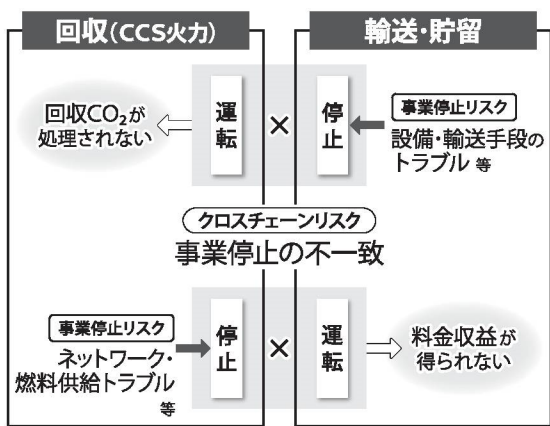 回収(CCS火力)
輸送・貯留
回収CO₂が
処理されない
運転
×
停止
事業停止リスク
設備・輸送手段の
トラブル 等
クロスチェーンリスク
事業停止の不一致
事業停止リスク
ネットワーク・
燃料供給トラブル
等
停止
×
運転
料金収益が
得られない